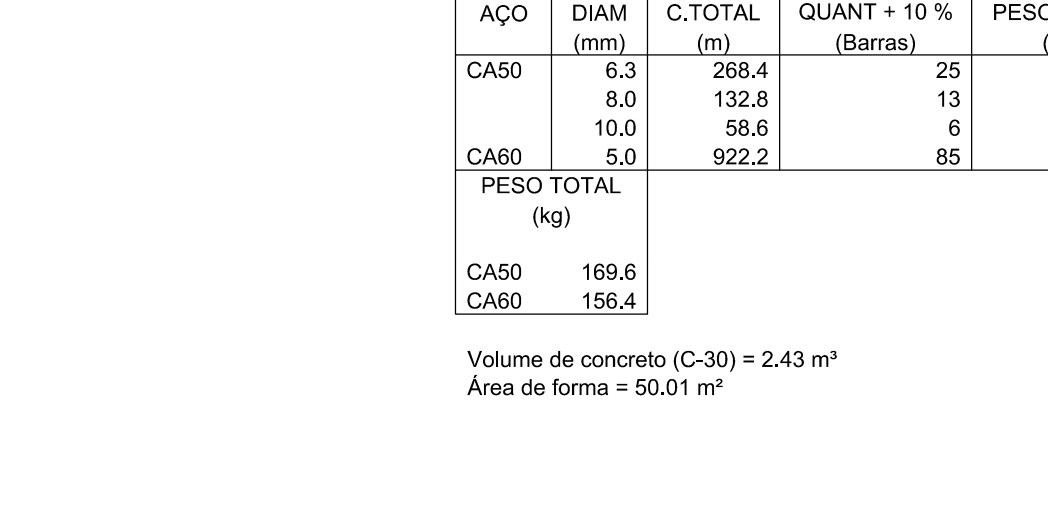 AÇO DIAM C.TOTAL QUANT + 10 % PESO
(mm) (m) (Barras) (
CA50 6.3 268.4 25
8.0 132.8 13
10.0 58.6 6
CA60 5.0 922.2 85
PESO TOTAL
(kg)
CA50 169.6
CA60 156.4
Volume de concreto (C-30) = 2.43 m³
Área de forma = 50.01 m²